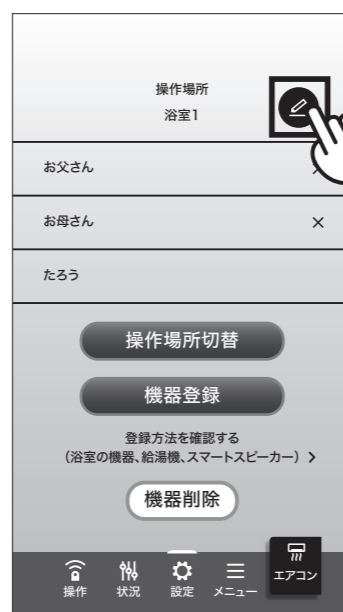 操作場所
浴室1
お父さん ×
お母さん ×
たろう
操作場所切替
機器登録
登録方法を確認する
（浴室の機器、給湯機、スマートスピーカー）
機器削除
操作 状況 設定 メニュー エアコン